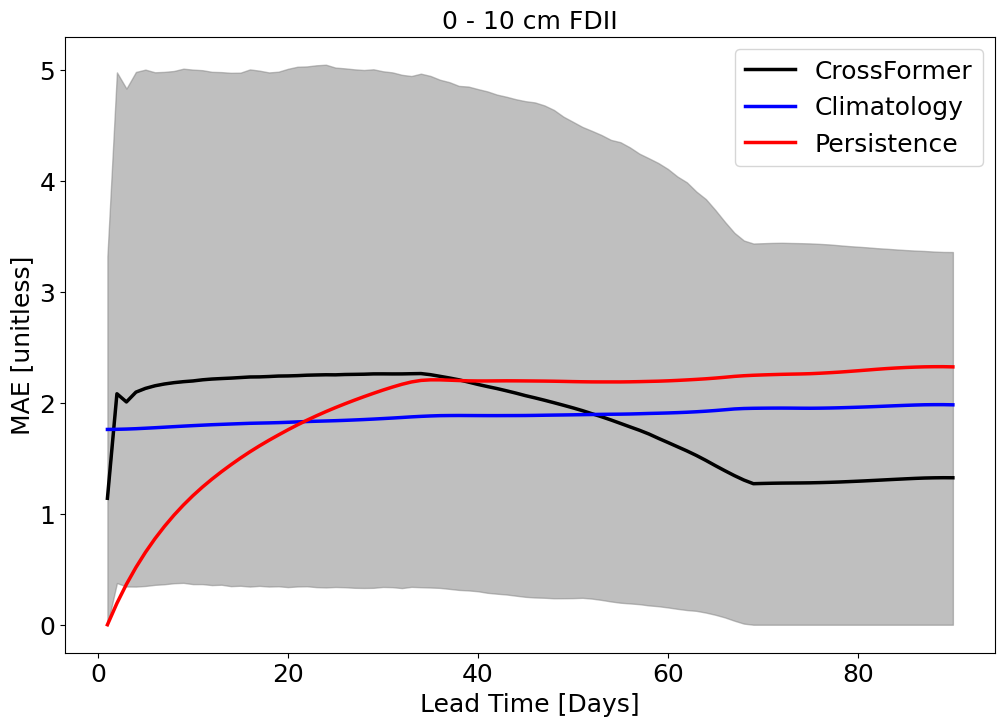 0 - 10 cm FDII
MAE [unitless]
5
4
3
2
1
0
CrossFormer
Climatology
Persistence
0 20 40 60 80
Lead Time [Days]